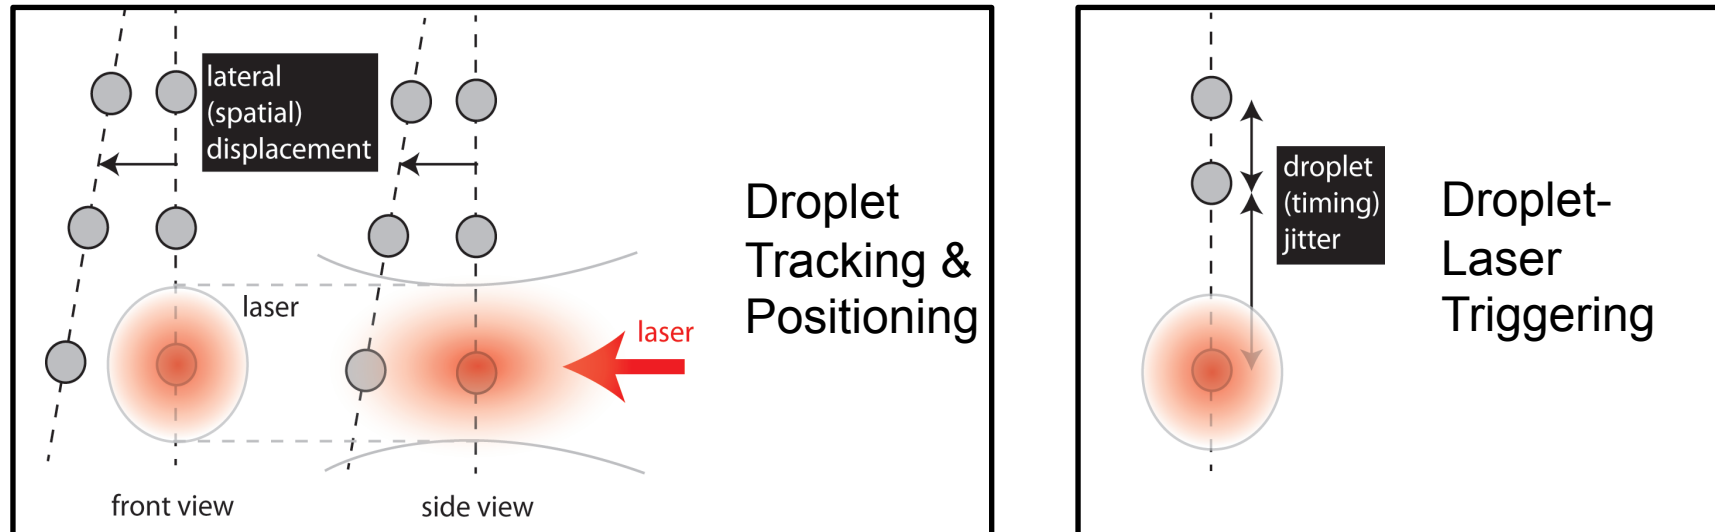 lateral
(spatial)
displacement
laser
laser
front view
side view
Droplet
Tracking &
Positioning
droplet
(timing)
jitter
Droplet-
Laser
Triggering